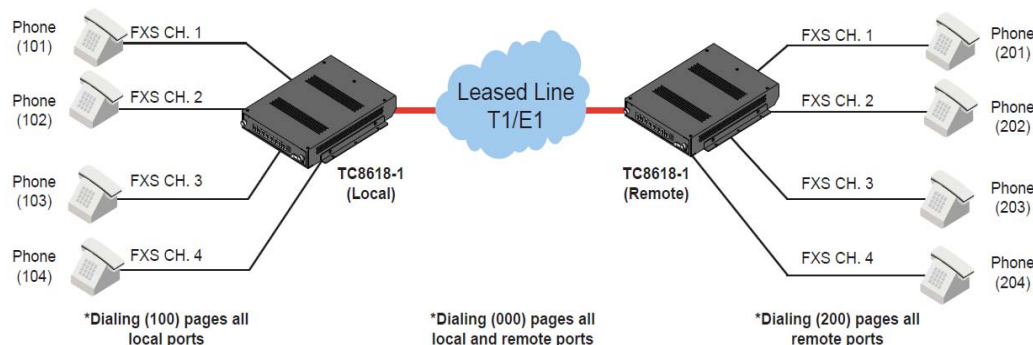 Phone
(101)
FXS CH. 1
Phone
(102)
FXS CH. 2
Phone
(103)
FXS CH. 3
Phone
(104)
FXS CH. 4
TC8618-1
(Local)
Leased Line
T1/E1
TC8618-1
(Remote)
FXS CH. 1
Phone
(201)
FXS CH. 2
Phone
(202)
FXS CH. 3
Phone
(203)
FXS CH. 4
Phone
(204)
*Dialing (100) pages all
local ports
*Dialing (000) pages all
local and remote ports
*Dialing (200) pages all
remote ports